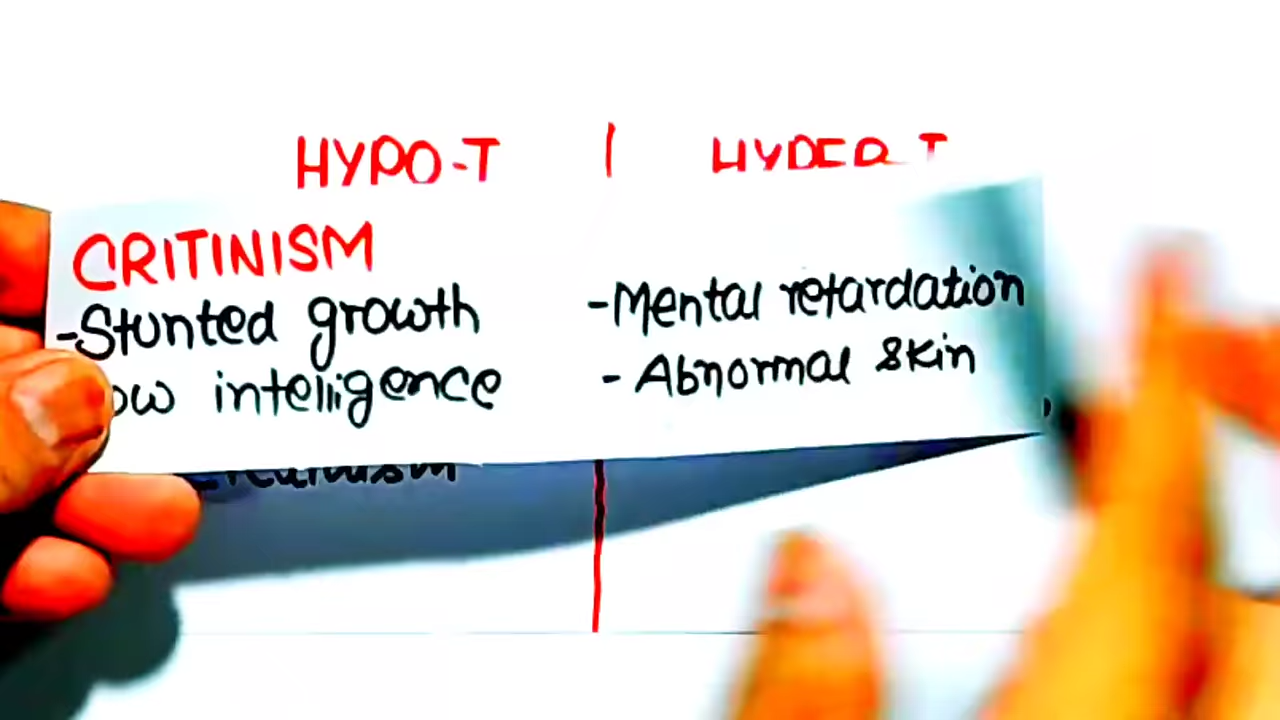 HYPO-T
CRITINISM
-Stunted growth
intelligence
-Mental retardation
- Abnormal skin